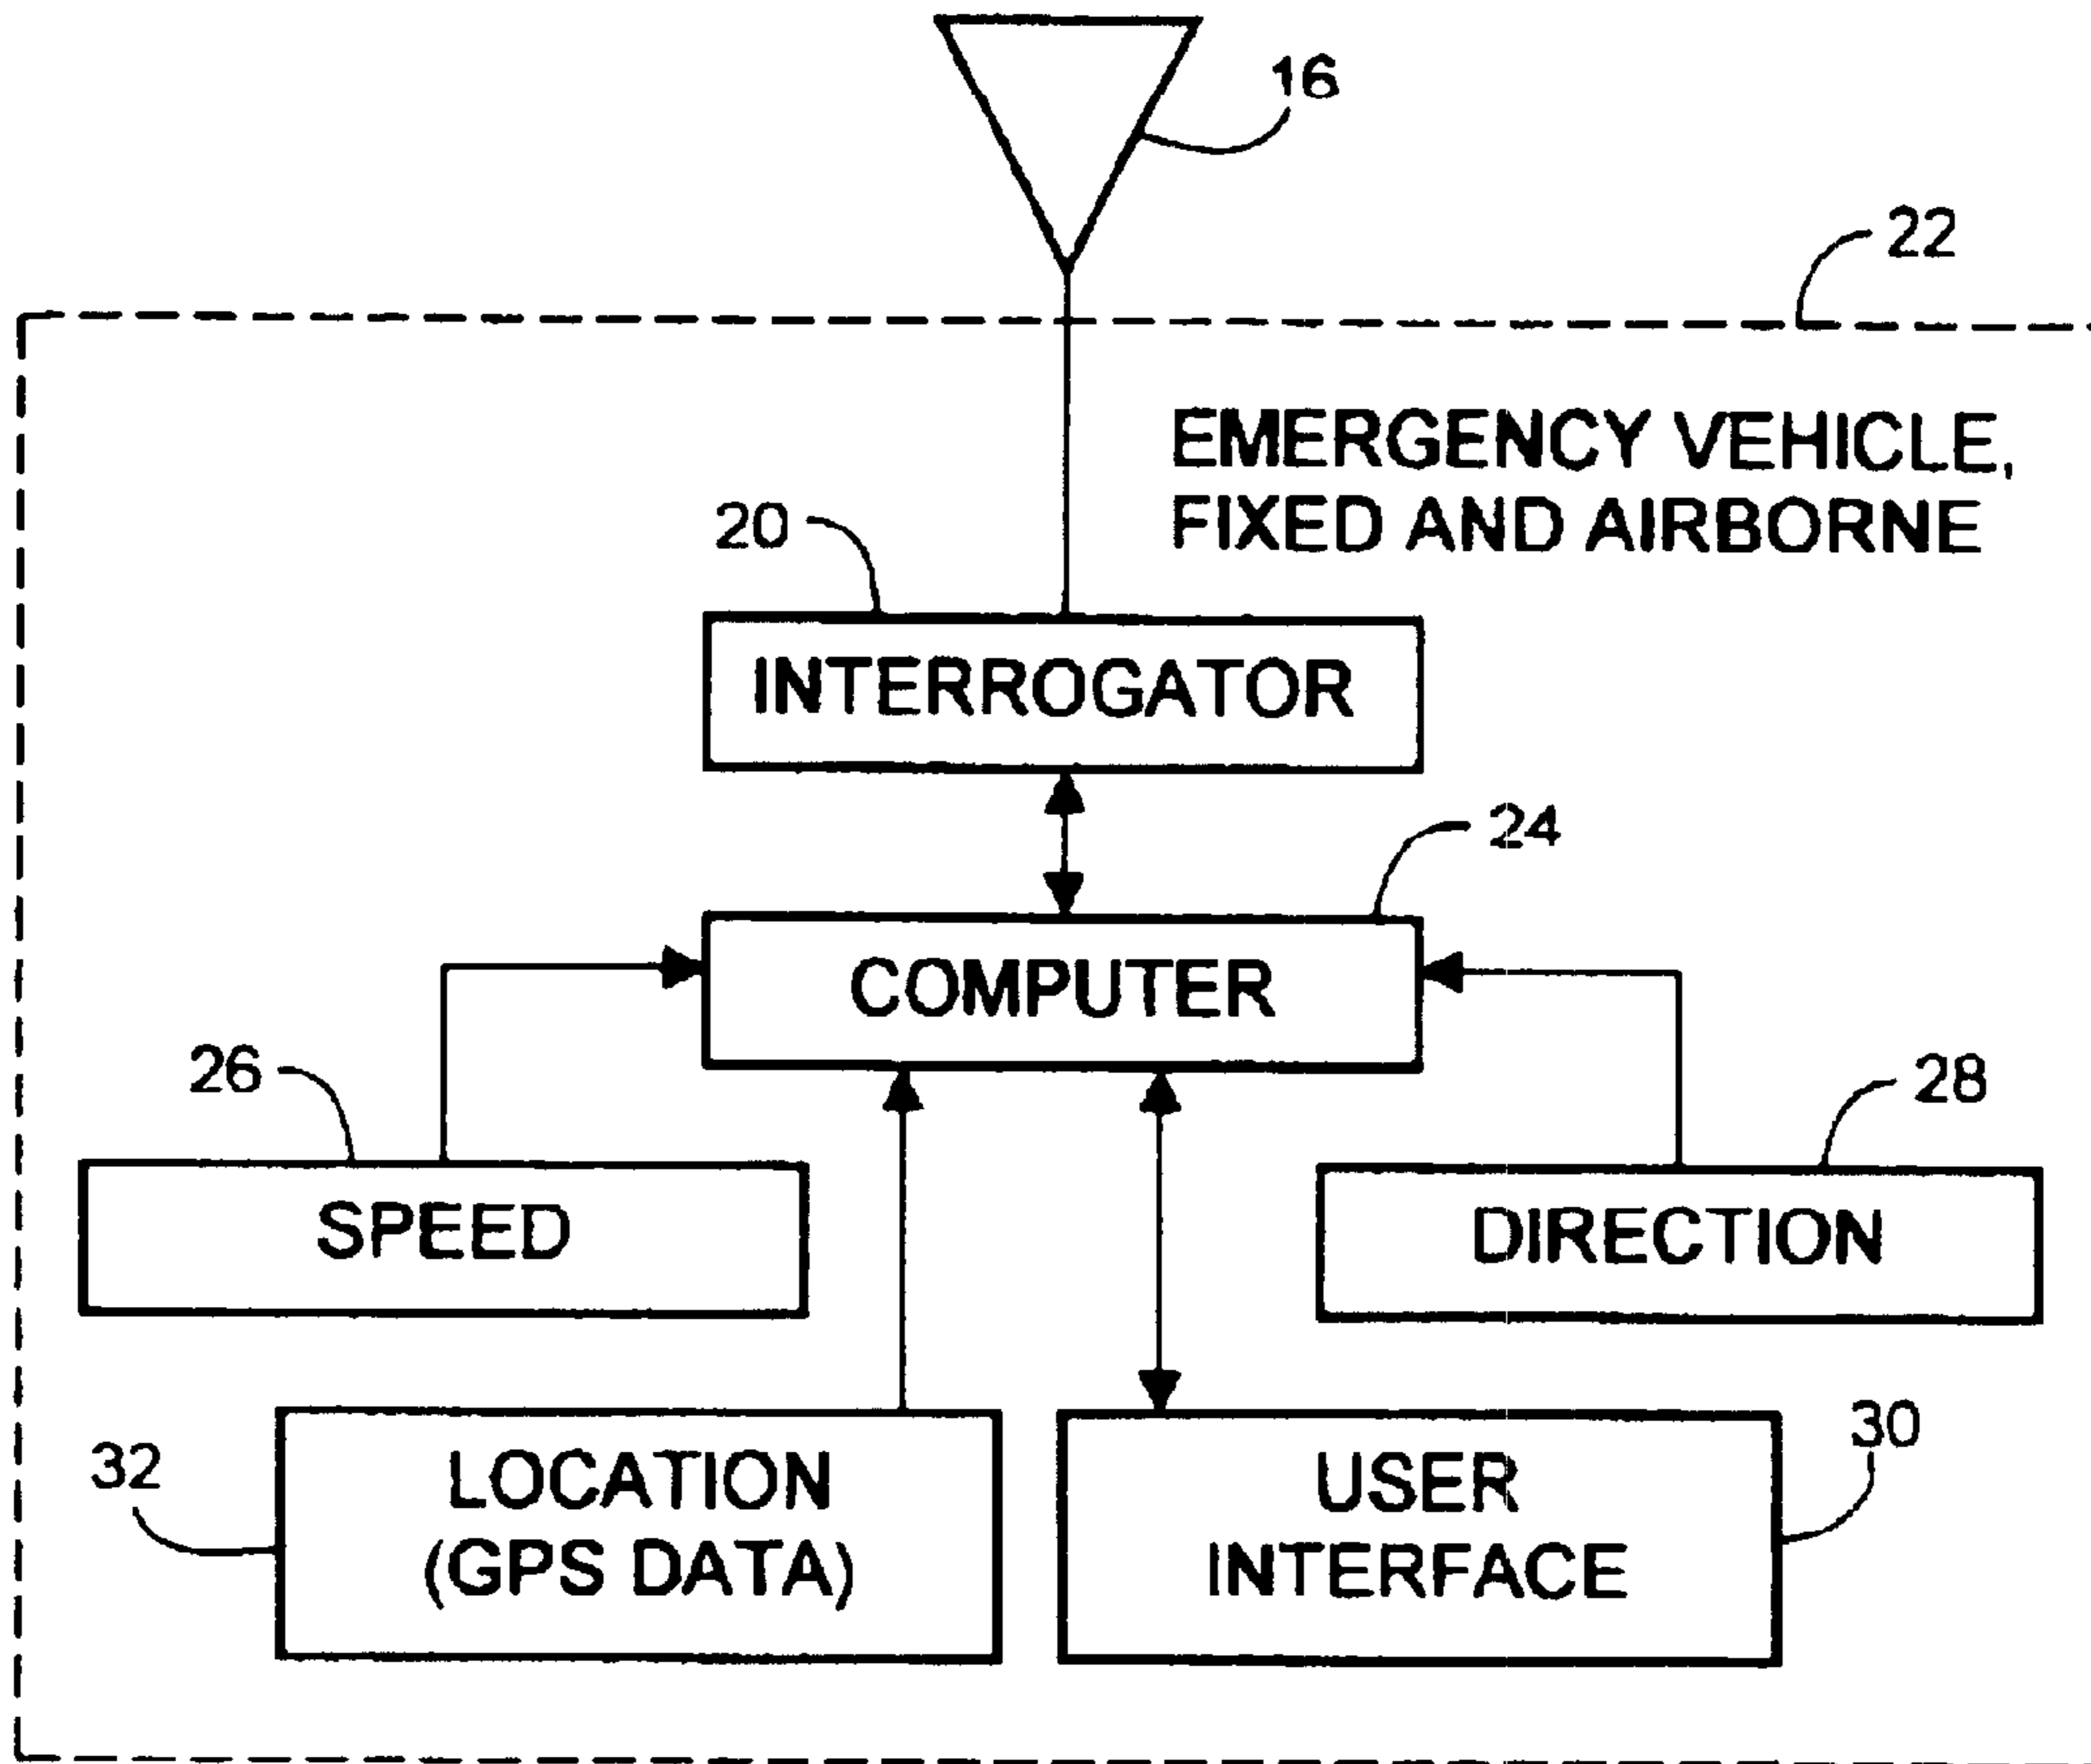 16
22
EMERGENCY VEHICLE,
FIXED AND AIRBORNE
20
INTERROGATOR
24
COMPUTER
26
28
SPEED
DIRECTION
32
LOCATION
(GPS DATA)
30
USER
INTERFACE